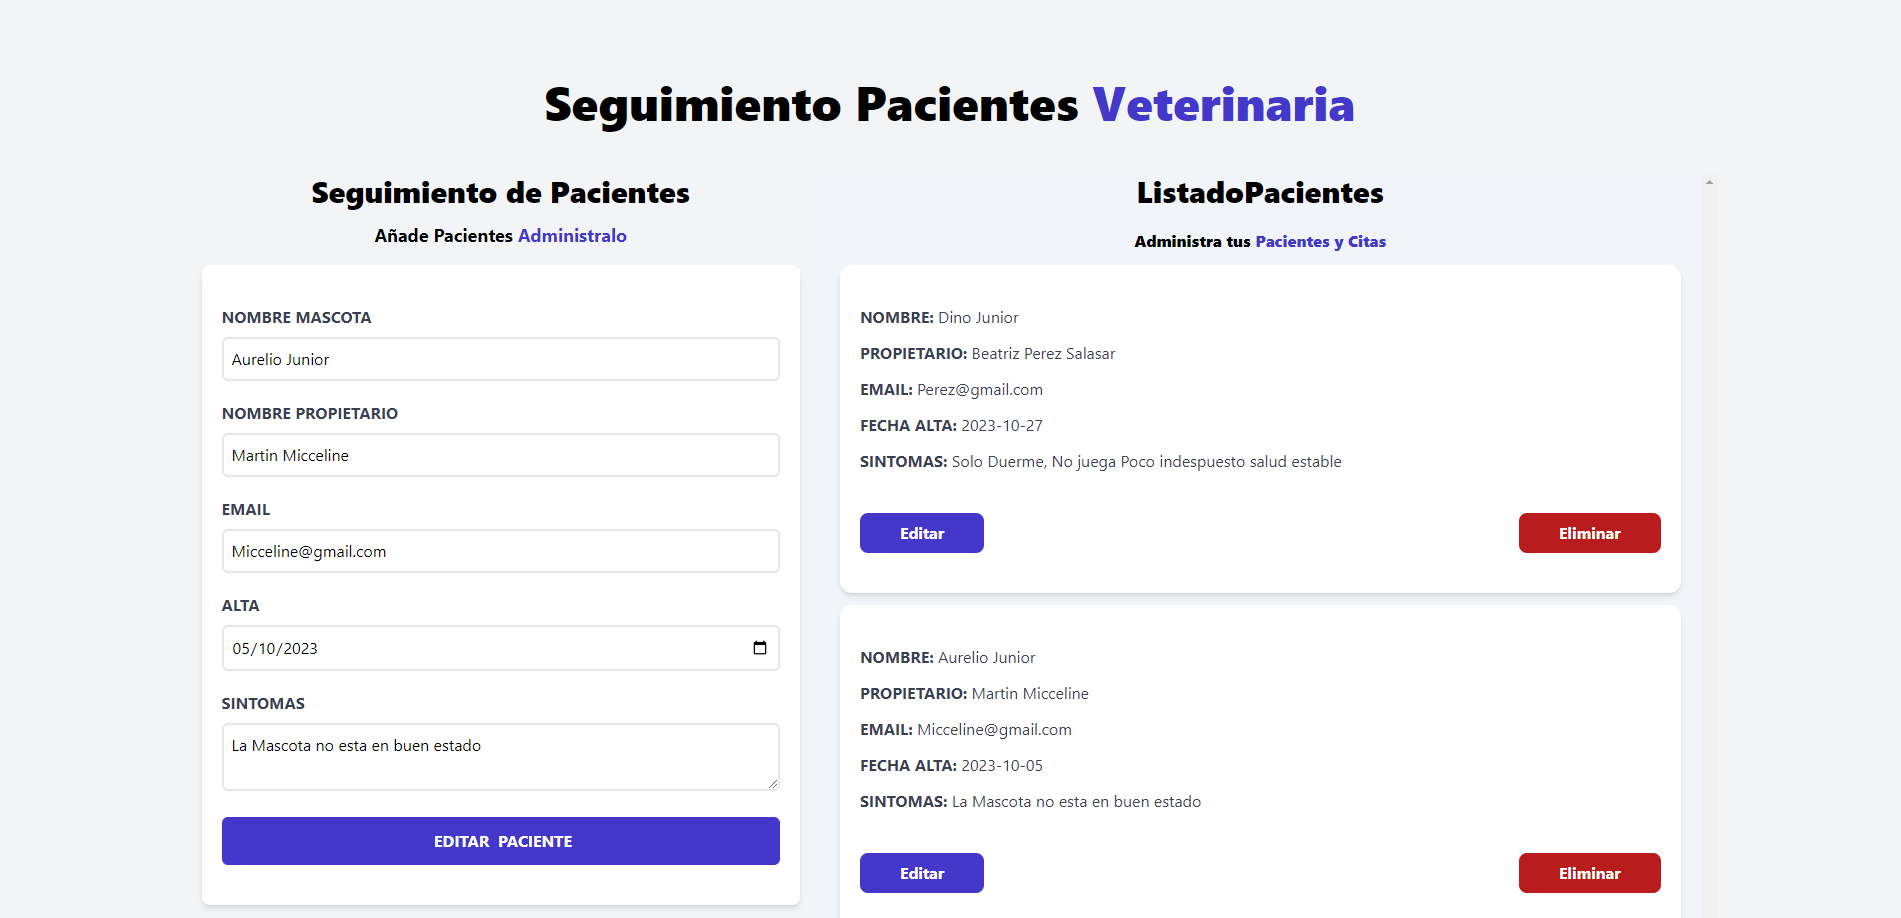 Seguimiento Pacientes Veterinaria
Seguimiento de Pacientes
Añade Pacientes Administralo
NOMBRE MASCOTA
Aurelio Junior
NOMBRE PROPIETARIO
Martin Micceline
EMAIL
Micceline@gmail.com
ALTA
05/10/2023
SINTOMAS
La Mascota no esta en buen estado
EDITAR PACIENTE
ListadoPacientes
Administra tus Pacientes y Citas
NOMBRE: Dino Junior
PROPIETARIO: Beatriz Perez Salasar
EMAIL: Perez@gmail.com
FECHA ALTA: 2023-10-27
SINTOMAS: Solo Duerme, No juega Poco indespuesto salud estable
Editar
Eliminar
NOMBRE: Aurelio Junior
PROPIETARIO: Martin Micceline
EMAIL: Micceline@gmail.com
FECHA ALTA: 2023-10-05
SINTOMAS: La Mascota no esta en buen estado
Editar
Eliminar